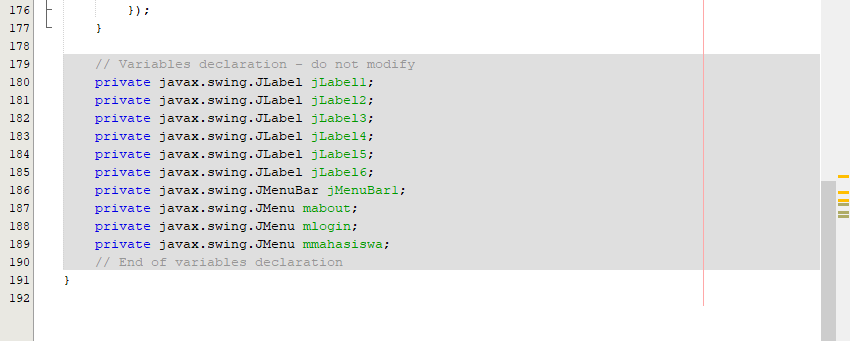 176 });
177 }
178
179 // Variables declaration - do not modify
180 private javax.swing.JLabel jLabel1;
181 private javax.swing.JLabel jLabel2;
182 private javax.swing.JLabel jLabel3;
183 private javax.swing.JLabel jLabel4;
184 private javax.swing.JLabel jLabel5;
185 private javax.swing.JLabel jLabel6;
186 private javax.swing.JMenuBar jMenuBar1;
187 private javax.swing.JMenu mabout;
188 private javax.swing.JMenu mlogin;
189 private javax.swing.JMenu mmahasiswa;
190 // End of variables declaration
191 }
192